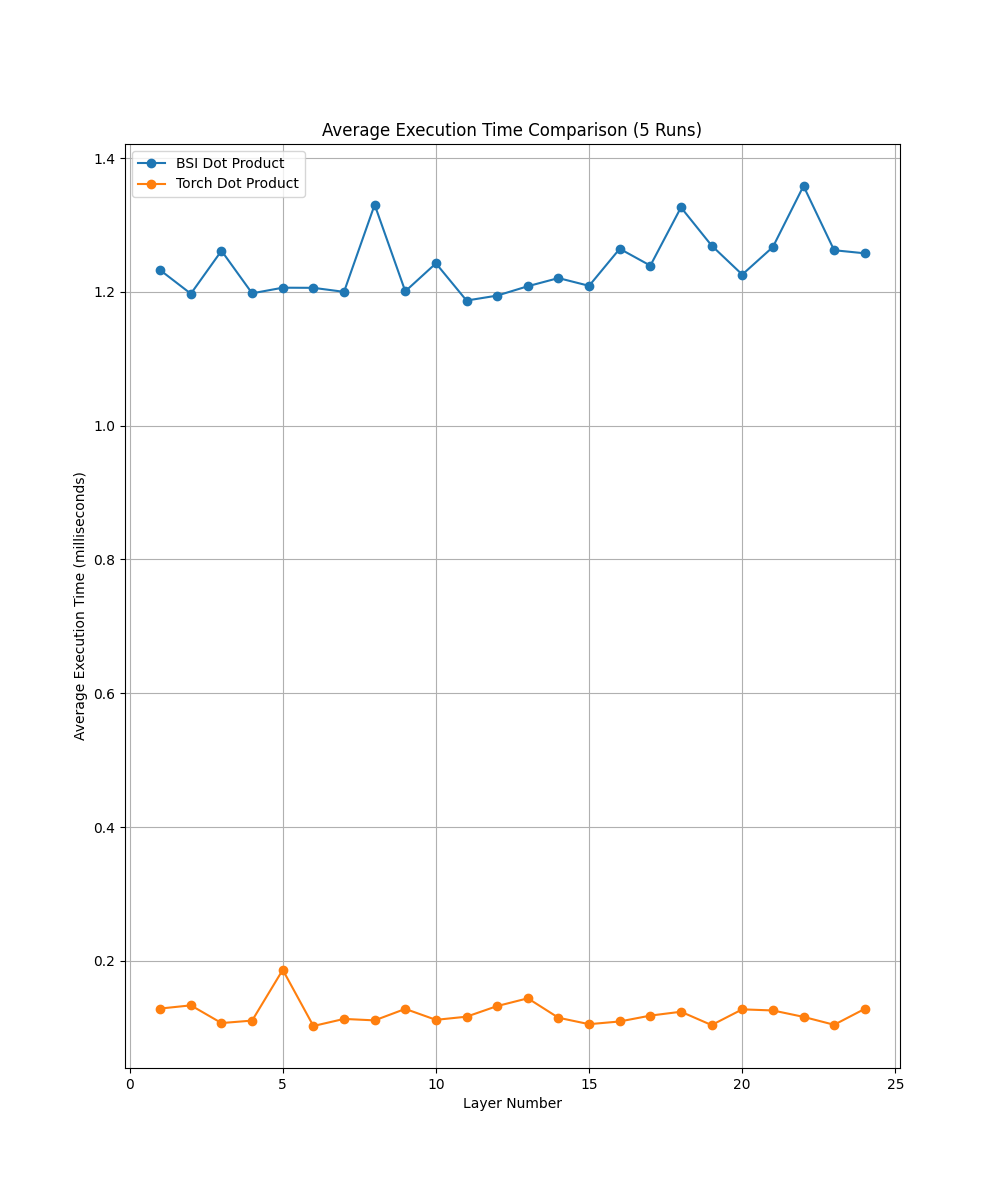 Average Execution Time Comparison (5 Runs)
BSI Dot Product
Torch Dot Product
Average Execution Time (milliseconds)
1.4
1.2
1.0
0.8
0.6
0.4
0.2
0 5 10 15 20 25
Layer Number